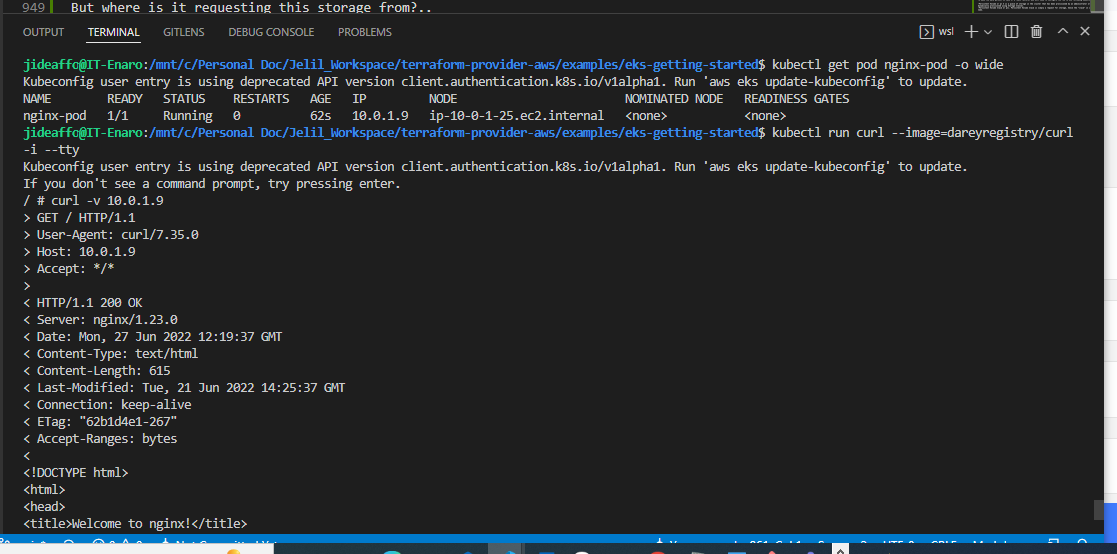 949 But where is it requesting this storage from?..
OUTPUT TERMINAL GITLENS DEBUG CONSOLE PROBLEMS wsl
jideaffo@IT-Enaro:/mnt/c/Personal Doc/Jelil_Workspace/terraform-provider-aws/examples/eks-getting-started$ kubectl get pod nginx-pod -o wide
Kubeconfig user entry is using deprecated API version client.authentication.k8s.io/v1alpha1. Run 'aws eks update-kubeconfig' to update.
NAME READY STATUS RESTARTS AGE IP NODE NOMINATED NODE READINESS GATES
nginx-pod 1/1 Running 0 62s 10.0.1.9 ip-10-0-1-25.ec2.internal <none> <none>
jideaffo@IT-Enaro:/mnt/c/Personal Doc/Jelil_Workspace/terraform-provider-aws/examples/eks-getting-started$ kubectl run curl --image=dareyregistry/curl
-i --tty
Kubeconfig user entry is using deprecated API version client.authentication.k8s.io/v1alpha1. Run 'aws eks update-kubeconfig' to update.
If you don't see a command prompt, try pressing enter.
/ # curl -v 10.0.1.9
> GET / HTTP/1.1
> User-Agent: curl/7.35.0
> Host: 10.0.1.9
> Accept: */*
>
< HTTP/1.1 200 OK
< Server: nginx/1.23.0
< Date: Mon, 27 Jun 2022 12:19:37 GMT
< Content-Type: text/html
< Content-Length: 615
< Last-Modified: Tue, 21 Jun 2022 14:25:37 GMT
< Connection: keep-alive
< ETag: "62b1d4e1-267"
< Accept-Ranges: bytes
<
<!DOCTYPE html>
<html>
<head>
<title>Welcome to nginx!</title>